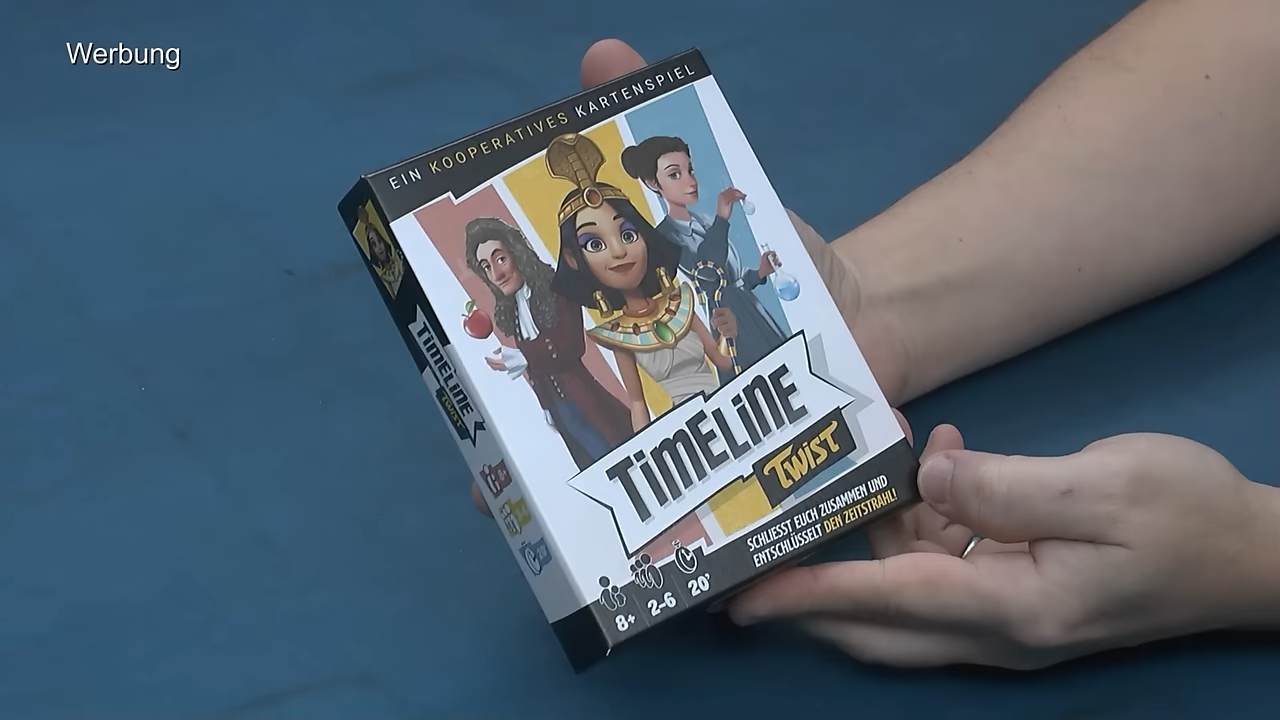 Werbung
EIN KOOPERATIVES KARTENSPIEL
TiMELiNE
TWiST
SCHLIESST EUCH ZUSAMMEN UND
ENTSCHLÜSSELT DEN ZEITSTRAHL!
8+ 2–6 20'
TiMELiNE
TWiST